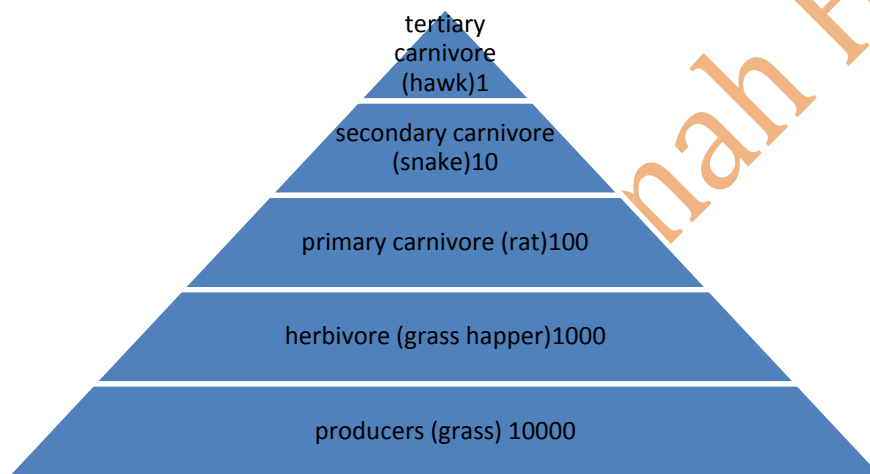 tertiary
carnivore
(hawk)1
secondary carnivore
(snake)10
primary carnivore (rat)100
herbivore (grass happer)1000
producers (grass) 10000